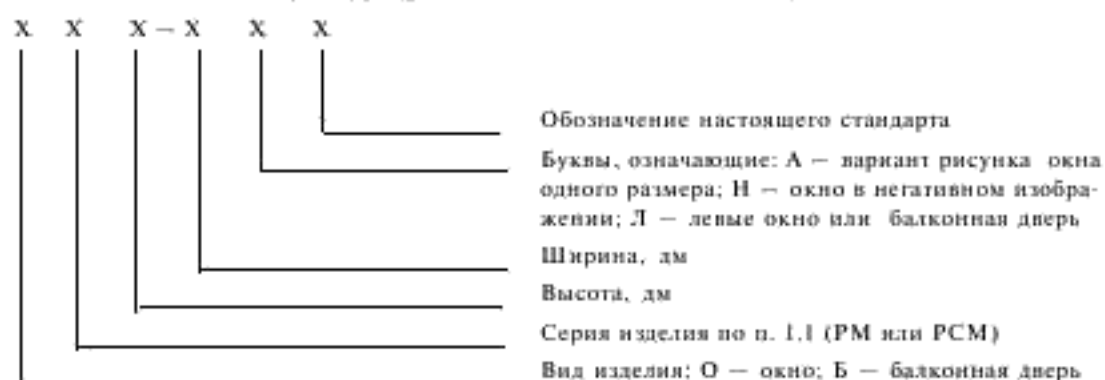 Х Х Х – Х Х Х
Обозначение настоящего стандарта
Буквы, означающие: А – вариант рисунка окна
одного размера; Н – окно в негативном изобра-
жении; Л – левые окно или балконная дверь
Ширина, дм
Высота, дм
Серия изделия по п. 1.1 (РМ или РСМ)
Вид изделия; О – окно; Б – балконная дверь